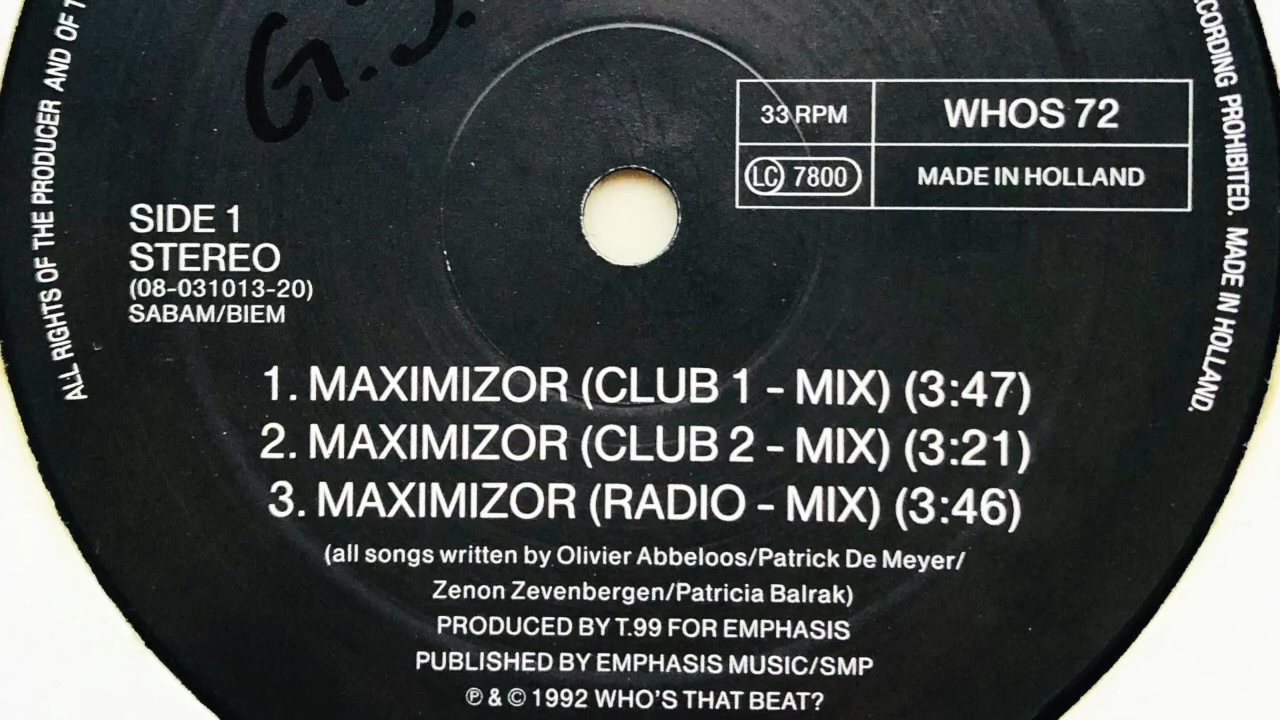 G.J.
ALL RIGHTS OF THE PRODUCER AND OF
33 RPM
WHOS 72
LC 7800
MADE IN HOLLAND
PROHIBITED. MADE IN HOLLAND.
SIDE 1
STEREO
(08-031013-20)
SABAM/BIEM
1. MAXIMIZOR (CLUB 1 - MIX) (3:47)
2. MAXIMIZOR (CLUB 2 - MIX) (3:21)
3. MAXIMIZOR (RADIO - MIX) (3:46)
(all songs written by Olivier Abbeloos/Patrick De Meyer/
Zenon Zevenbergen/Patricia Balrak)
PRODUCED BY T.99 FOR EMPHASIS
PUBLISHED BY EMPHASIS MUSIC/SMP
℗ & © 1992 WHO'S THAT BEAT?